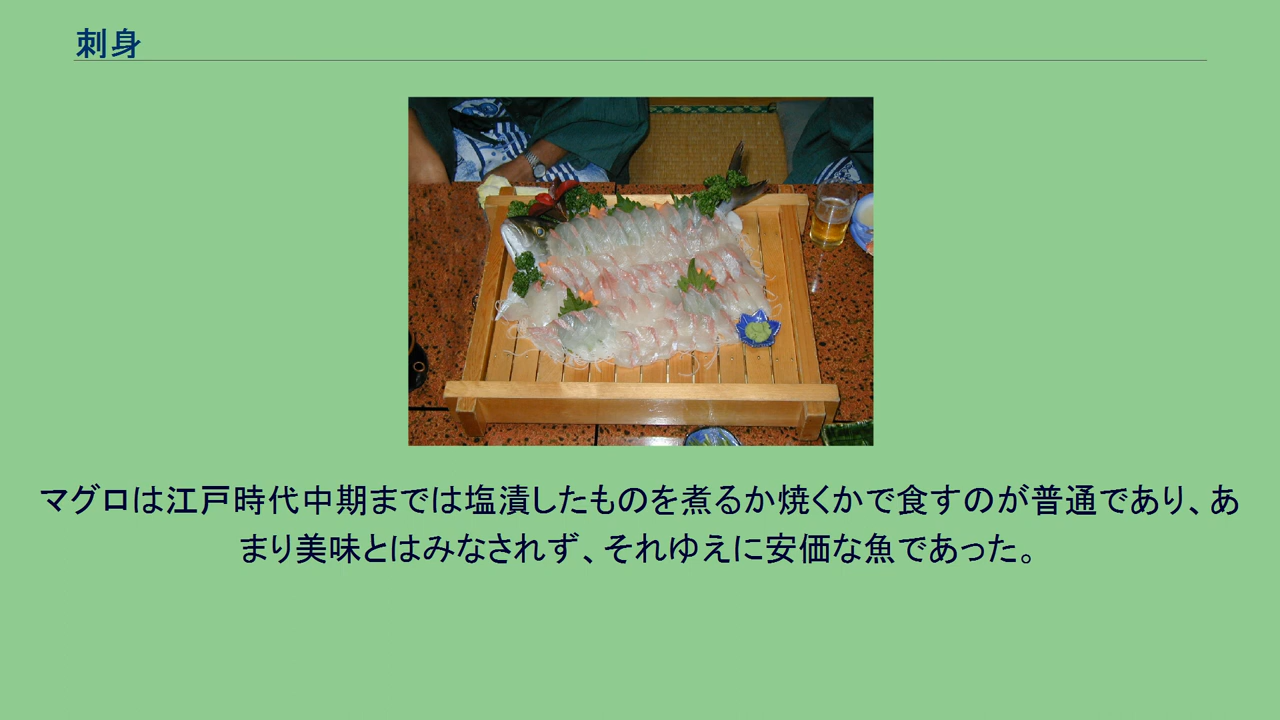 刺身
マグロは江戸時代中期までは塩漬したものを煮るか焼くかで食すのが普通であり、あ
まり美味とはみなされず、それゆえに安価な魚であった。